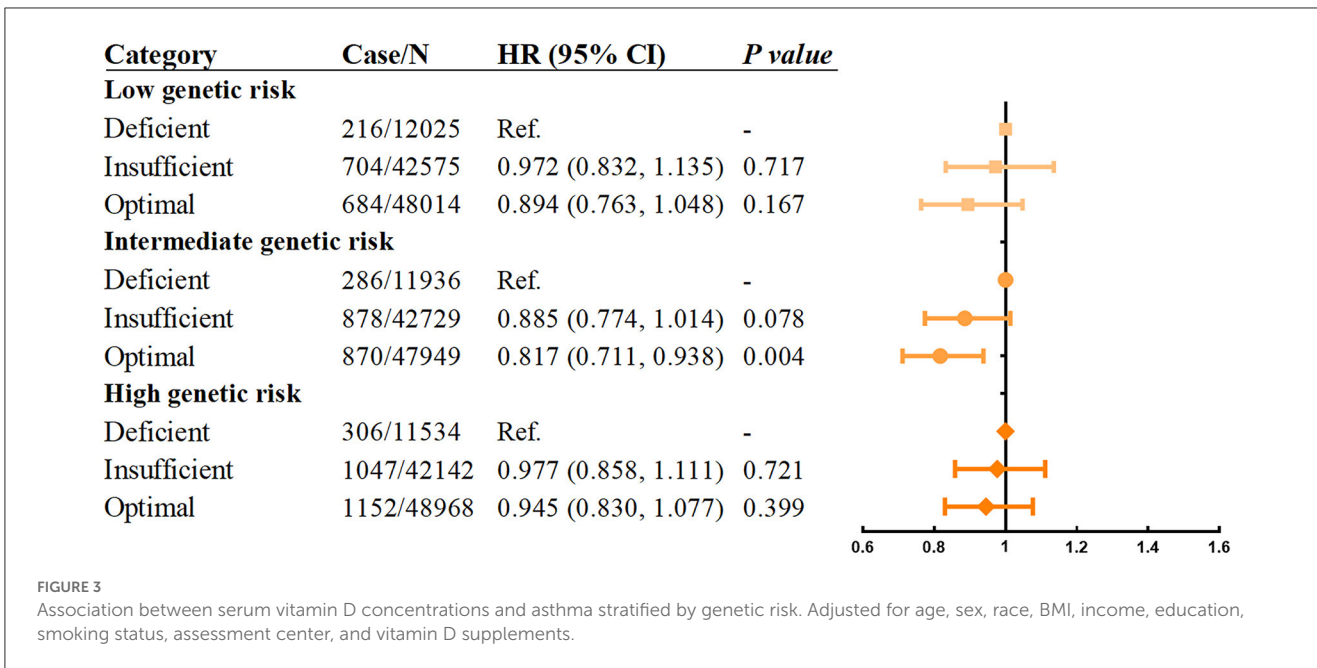 Category Case/N HR (95% CI) P value
Low genetic risk
Deficient 216/12025 Ref. -
Insufficient 704/42575 0.972 (0.832, 1.135) 0.717
Optimal 684/48014 0.894 (0.763, 1.048) 0.167
Intermediate genetic risk
Deficient 286/11936 Ref. -
Insufficient 878/42729 0.885 (0.774, 1.014) 0.078
Optimal 870/47949 0.817 (0.711, 0.938) 0.004
High genetic risk
Deficient 306/11534 Ref. -
Insufficient 1047/42142 0.977 (0.858, 1.111) 0.721
Optimal 1152/48968 0.945 (0.830, 1.077) 0.399
0.6 0.8 1 1.2 1.4 1.6
FIGURE 3
Association between serum vitamin D concentrations and asthma stratified by genetic risk. Adjusted for age, sex, race, BMI, income, education,
smoking status, assessment center, and vitamin D supplements.